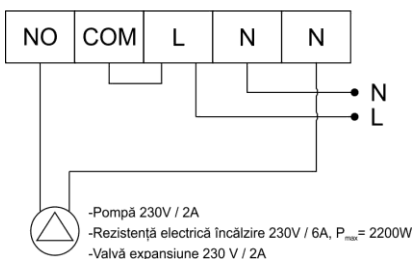 NO COM L N N
N
L
-Pompă 230V / 2A
-Rezistență electrică încălzire 230V / 6A, Pmax= 2200W
-Valvă expansiune 230 V / 2A